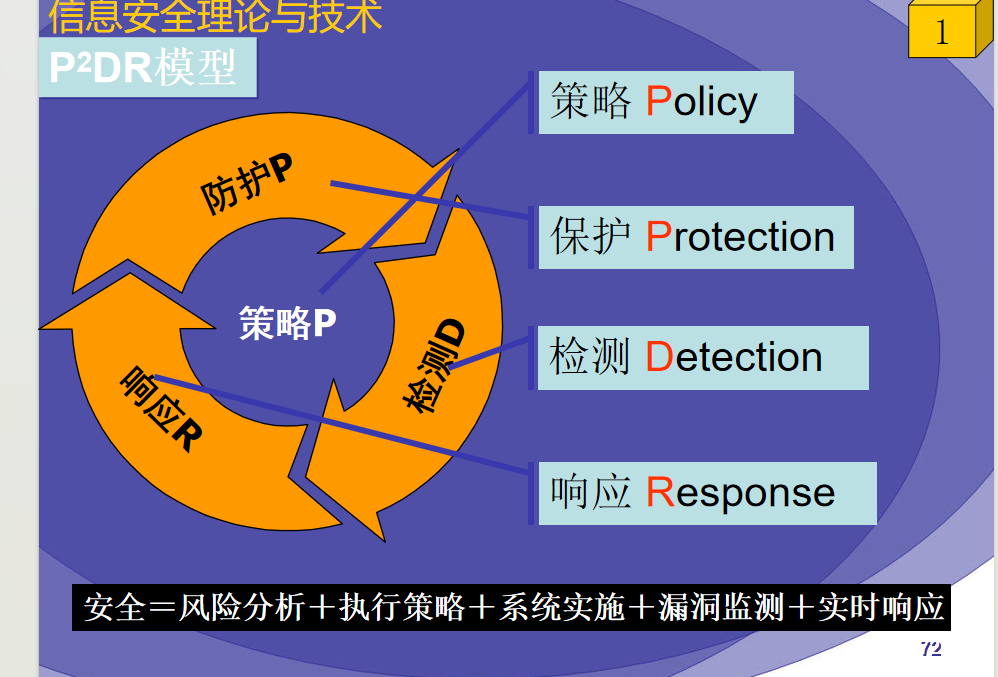 信息安全理论与技术
1
P²DR模型
策略 Policy
防护P
保护 Protection
策略P
检测D
检测 Detection
响应R
响应 Response
安全＝风险分析＋执行策略＋系统实施＋漏洞监测＋实时响应
72